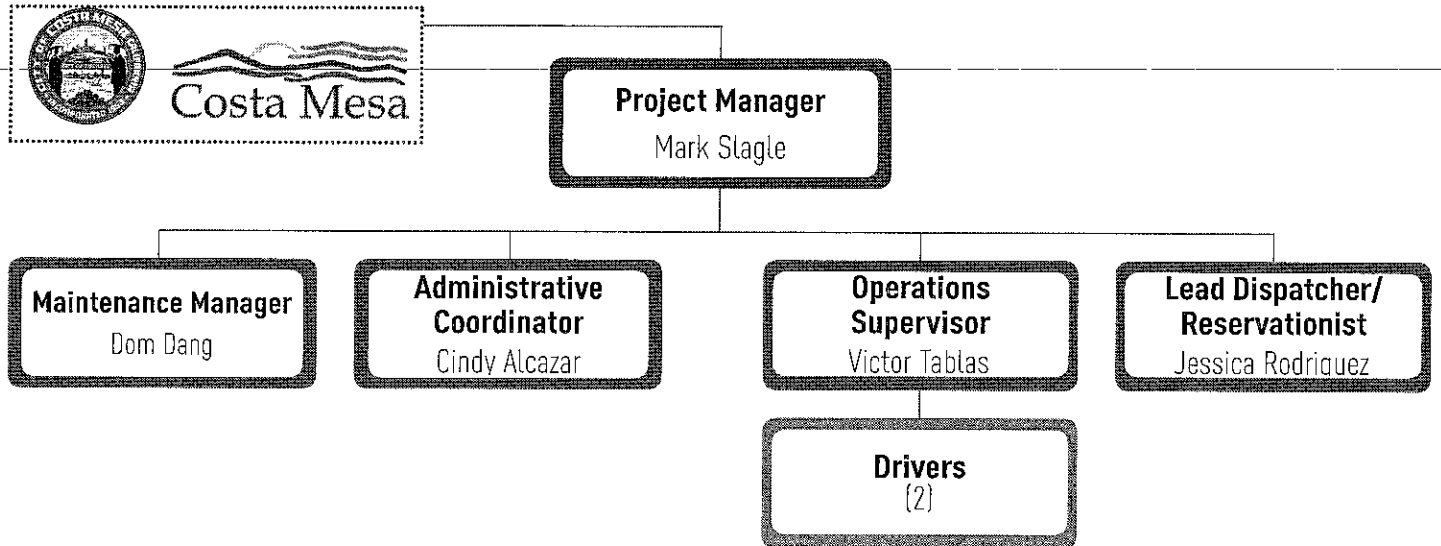 Costa Mesa
Project Manager
Mark Slagle
Maintenance Manager
Dom Dang
Administrative
Coordinator
Cindy Alcazar
Operations
Supervisor
Victor Tablas
Lead Dispatcher/
Reservationist
Jessica Rodriguez
Drivers
(2)